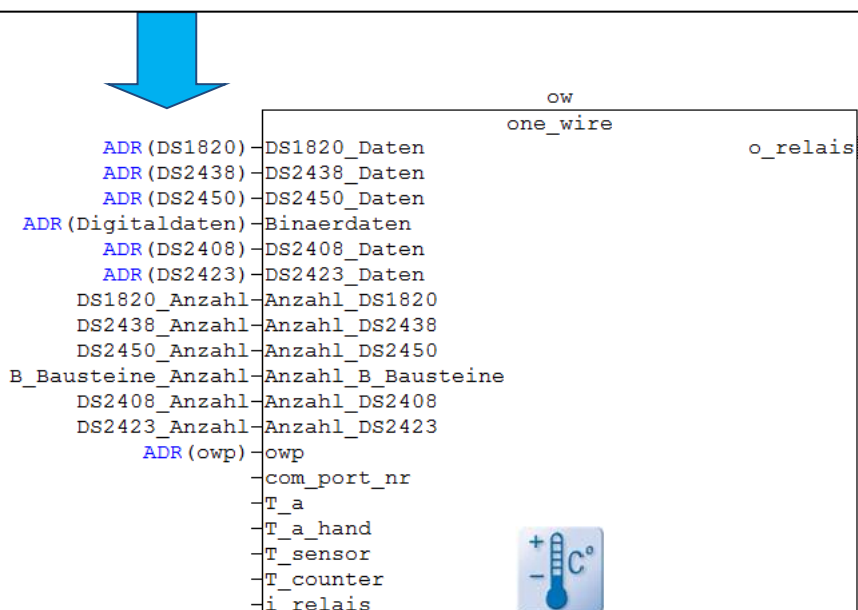 ow
one_wire
ADR(DS1820) DS1820_Daten o_relais
ADR(DS2438) DS2438_Daten
ADR(DS2450) DS2450_Daten
ADR(Digitaldaten) Binaerdaten
ADR(DS2408) DS2408_Daten
ADR(DS2423) DS2423_Daten
DS1820_Anzahl Anzahl_DS1820
DS2438_Anzahl Anzahl_DS2438
DS2450_Anzahl Anzahl_DS2450
B_Bausteine_Anzahl Anzahl_B_Bausteine
DS2408_Anzahl Anzahl_DS2408
DS2423_Anzahl Anzahl_DS2423
ADR(owp) owp
com_port_nr
T_a
T_a_hand
T_sensor
T_counter
i_relais
+ C°
-